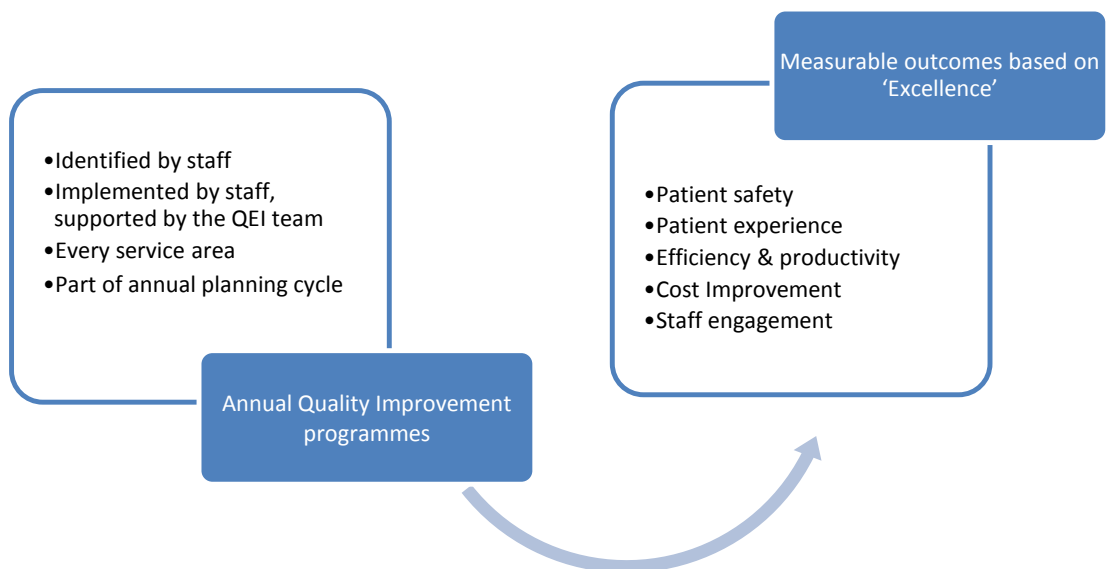 •Identified by staff
•Implemented by staff,
supported by the QEI team
•Every service area
•Part of annual planning cycle
Annual Quality Improvement
programmes
Measurable outcomes based on
‘Excellence’
•Patient safety
•Patient experience
•Efficiency & productivity
•Cost Improvement
•Staff engagement